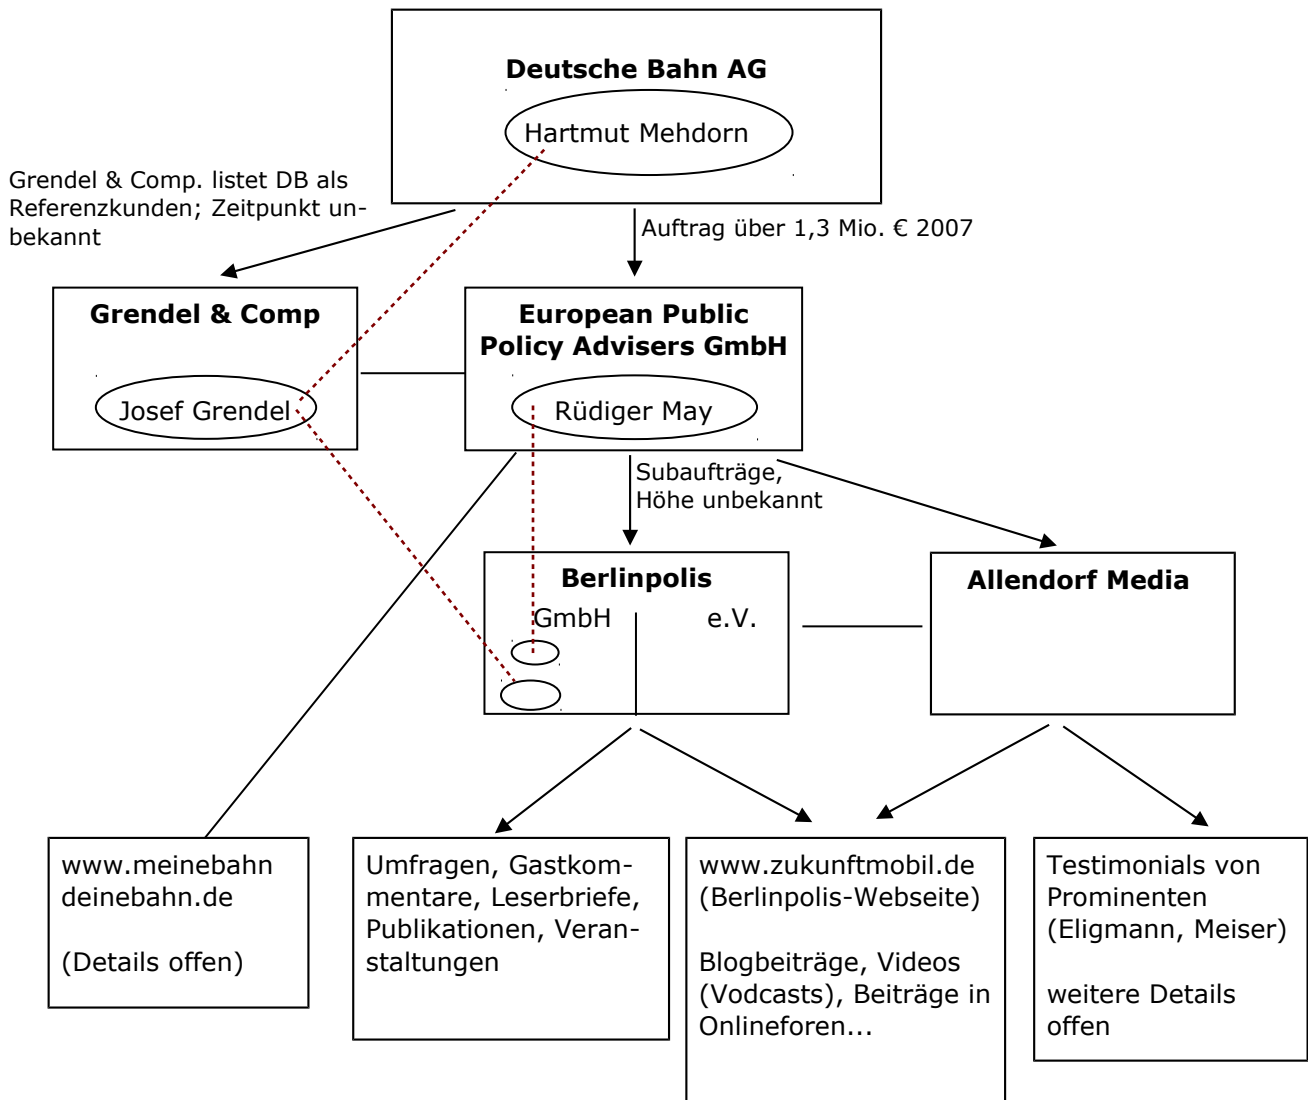 Deutsche Bahn AG
Hartmut Mehdorn
Grendel & Comp. listet DB als
Referenzkunden; Zeitpunkt un-
bekannt
Auftrag über 1,3 Mio. € 2007
Grendel & Comp
Josef Grendel
European Public
Policy Advisers GmbH
Rüdiger May
Subaufträge,
Höhe unbekannt
Berlinpolis
GmbH
e.V.
Allendorf Media
www.meinebahn
deinebahn.de
(Details offen)
Umfragen, Gastkom-
mentare, Leserbriefe,
Publikationen, Veran-
staltungen
www.zukunftmobil.de
(Berlinpolis-Webseite)
Blogbeiträge, Videos
(Vodcasts), Beiträge in
Onlineforen...
Testimonials von
Prominenten
(Eligmann, Meiser)
weitere Details
offen